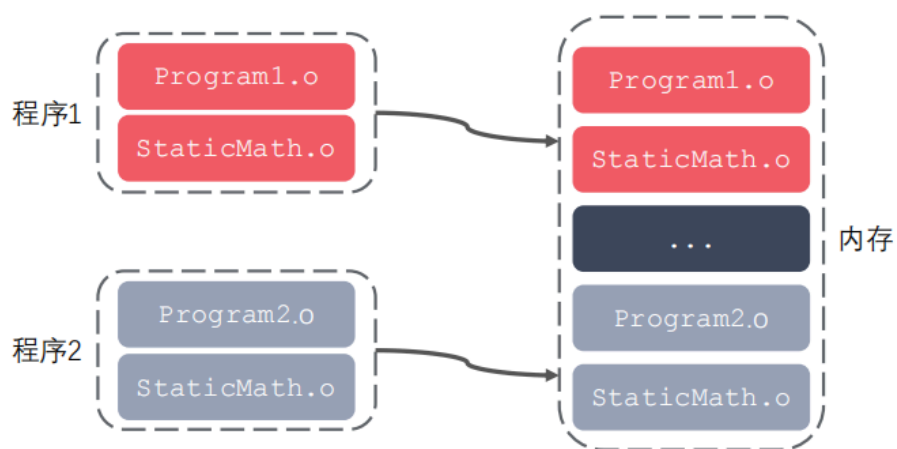 程序1
Program1.o
StaticMath.o
程序2
Program2.o
StaticMath.o
Program1.o
StaticMath.o
...
Program2.o
StaticMath.o
内存